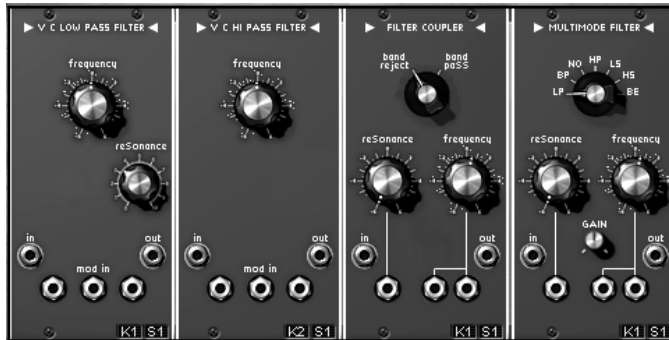 V C LOW PASS FILTER
frequency
reSonance
in
out
mod in
K1 S1
V C HI PASS FILTER
frequency
in
out
mod in
K2 S1
FILTER COUPLER
band reject
band paSS
reSonance
frequency
in
out
K1 S1
MULTIMODE FILTER
LP
BP
NO
HP
LS
HS
BE
reSonance
frequency
GAIN
in
out
K1 S1